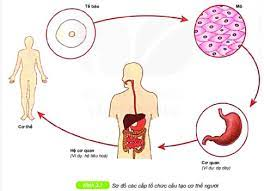 Tế bào
Mô
Cơ thể
Hệ cơ quan
(Ví dụ: hệ tiêu hoá)
Cơ quan
(Ví dụ: dạ dày)
Sơ đồ các cấp tổ chức cấu tạo cơ thể người